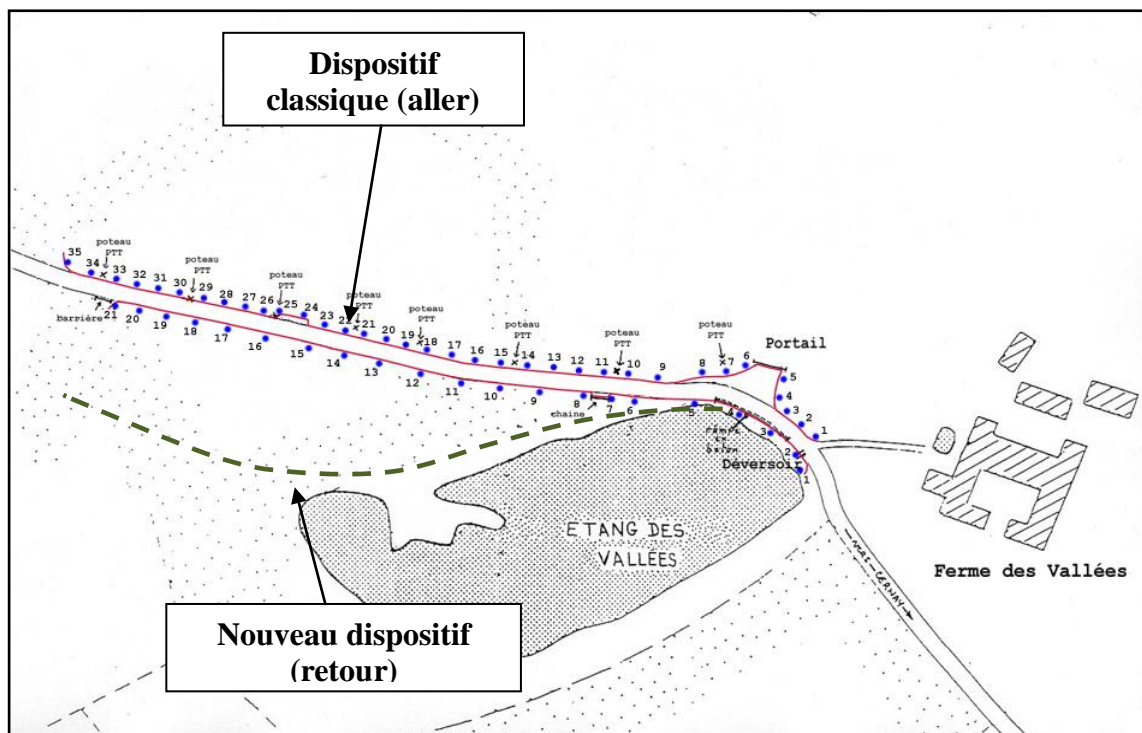 Dispositif
classique (aller)
35
34
poteau
PTT
33
32
31
30
poteau
PTT
29
28
27
26
poteau
PTT
25
24
23
22
poteau
PTT
21
20
19
poteau
PTT
18
17
16
15
poteau
PTT
14
13
12
11
poteau
PTT
10
9
8
poteau
PTT
7
6
Portail
5
4
3
2
1
barrière
21
20
19
18
17
16
15
14
13
12
11
10
9
8
chaine
7
6
5
4
rampe
en
béton
3
2
Déversoir
1
ETANG DES
VALLÉES
Ferme des Vallées
CERNAY
Nouveau dispositif
(retour)